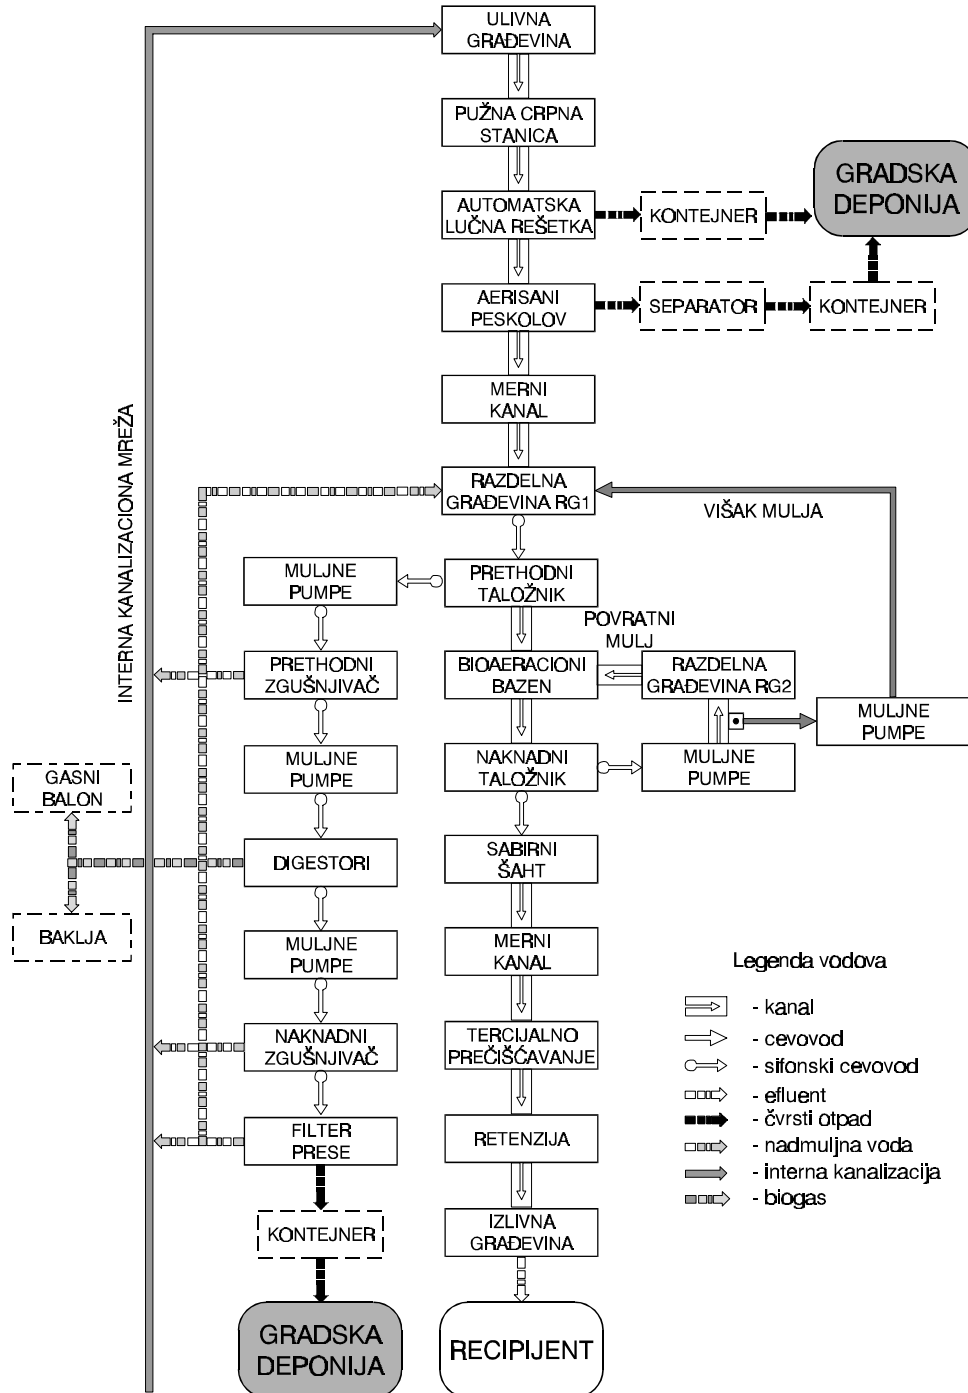 ULIVNA
GRAĐEVINA
PUŽNA CRPNA
STANICA
AUTOMATSKA
LUČNA REŠETKA
KONTEJNER
GRADSKA
DEPONIJA
AERISANI
PESKOLOV
SEPARATOR
KONTEJNER
MERNI
KANAL
INTERNA KANALIZACIONA MREŽA
RAZDELNA
GRAĐEVINA RG1
VIŠAK MULJA
MULJNE
PUMPE
PRETHODNI
TALOŽNIK
POVRATNI
MULJ
PRETHODNI
ZGUŠNJIVAČ
BIOAERACIONI
BAZEN
RAZDELNA
GRAĐEVINA RG2
MULJNE
PUMPE
MULJNE
PUMPE
NAKNADNI
TALOŽNIK
MULJNE
PUMPE
GASNI
BALON
DIGESTORI
SABIRNI
ŠAHT
BAKLJA
MULJNE
PUMPE
MERNI
KANAL
NAKNADNI
ZGUŠNJIVAČ
TERCIJALNO
PREČIŠĆAVANJE
FILTER
PRESE
RETENZIJA
KONTEJNER
IZLIVNA
GRAĐEVINA
GRADSKA
DEPONIJA
RECIPIJENT
Legenda vodova
- kanal
- cevovod
- sifonski cevovod
- efluent
- čvrsti otpad
- nadmuljna voda
- interna kanalizacija
- biogas